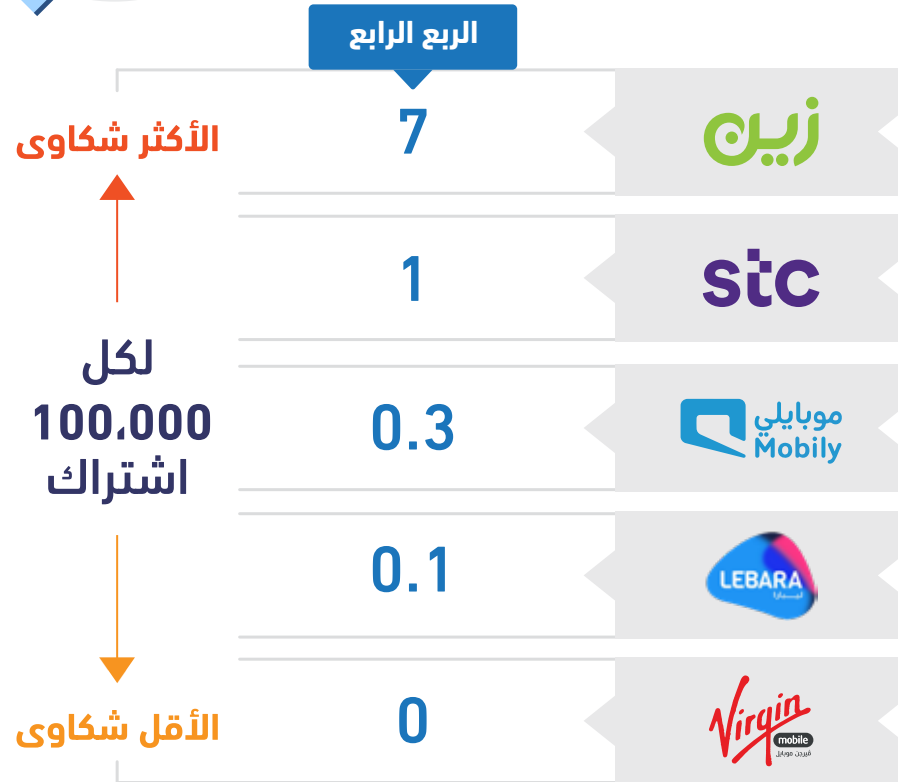 الربع الرابع
زين
7
الأكثر شكاوى
stc
1
موبايلي
Mobily
0.3
لكل
100،000
اشتراك
LEBARA
ليبارا
0.1
Virgin
mobile
ڤيرجن موبايل
0
الأقل شكاوى